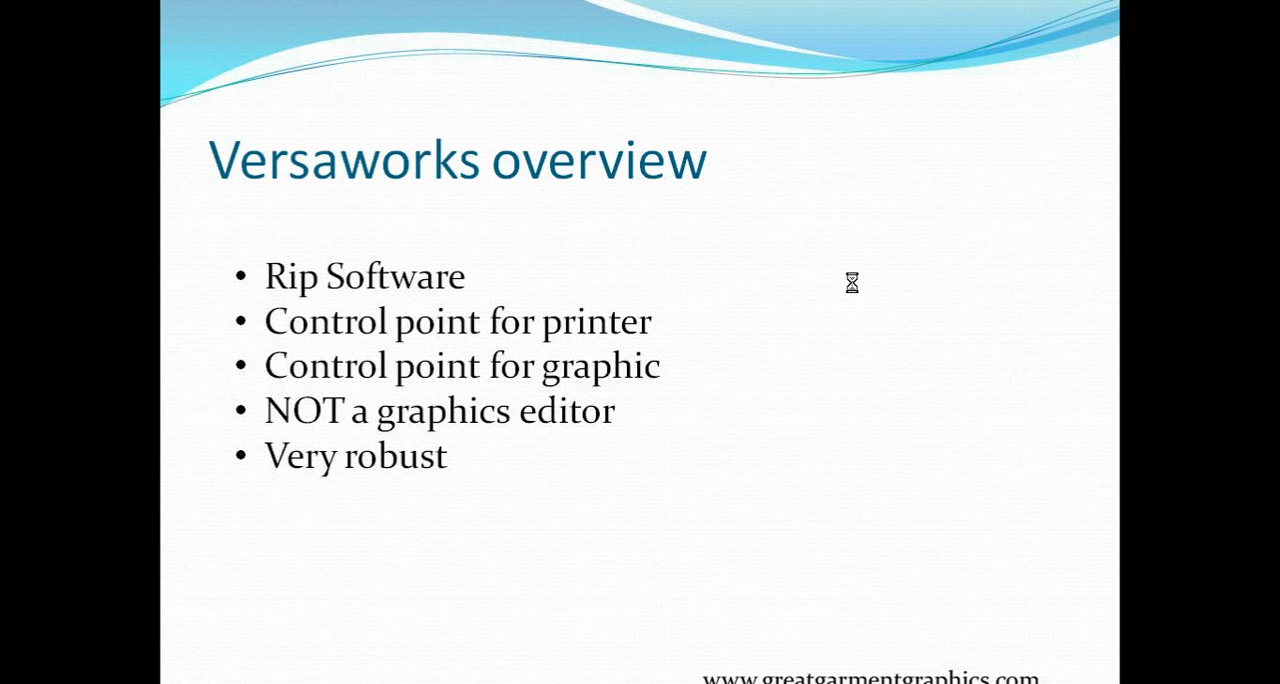 Versaworks overview
• Rip Software
• Control point for printer
• Control point for graphic
• NOT a graphics editor
• Very robust
www.greatgarmentgraphics.com